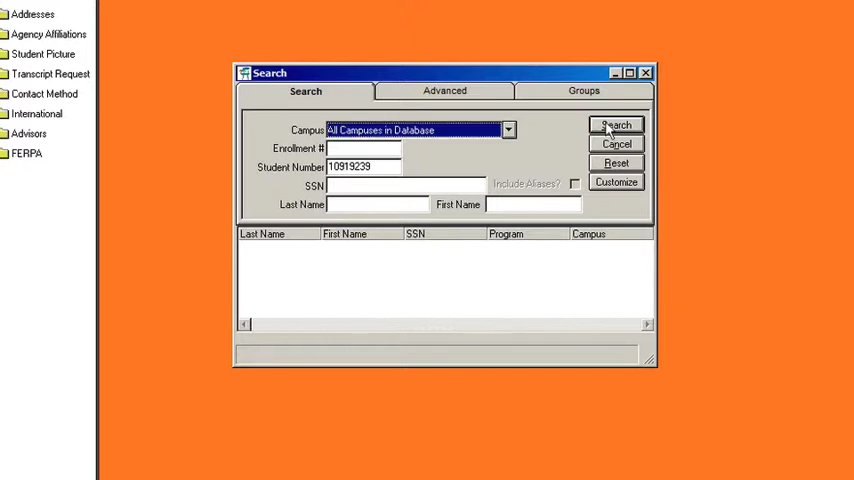 Addresses
Agency Affiliations
Student Picture
Transcript Request
Contact Method
International
Advisors
FERPA
Search
Search Advanced Groups
Campus All Campuses in Database Search
Enrollment # Cancel
Student Number 10919239 Reset
SSN Include Aliases? Customize
Last Name First Name
Last Name First Name SSN Program Campus